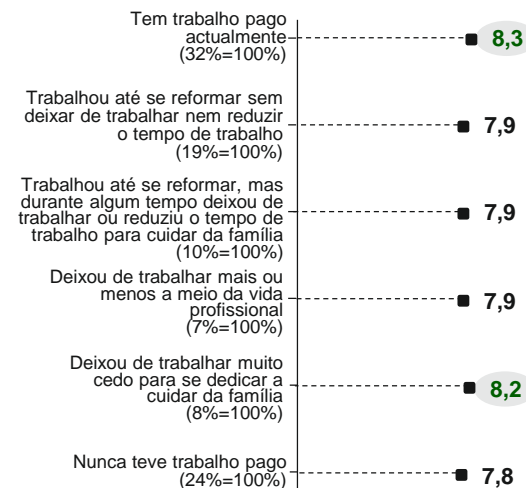 Tem trabalho pago
actualmente
(32%=100%)
8,3
Trabalhou até se reformar sem
deixar de trabalhar nem reduzir
o tempo de trabalho
(19%=100%)
7,9
Trabalhou até se reformar, mas
durante algum tempo deixou de
trabalhar ou reduziu o tempo de
trabalho para cuidar da família
(10%=100%)
7,9
Deixou de trabalhar mais ou
menos a meio da vida
profissional
(7%=100%)
7,9
Deixou de trabalhar muito
cedo para se dedicar a
cuidar da família
(8%=100%)
8,2
Nunca teve trabalho pago
(24%=100%)
7,8